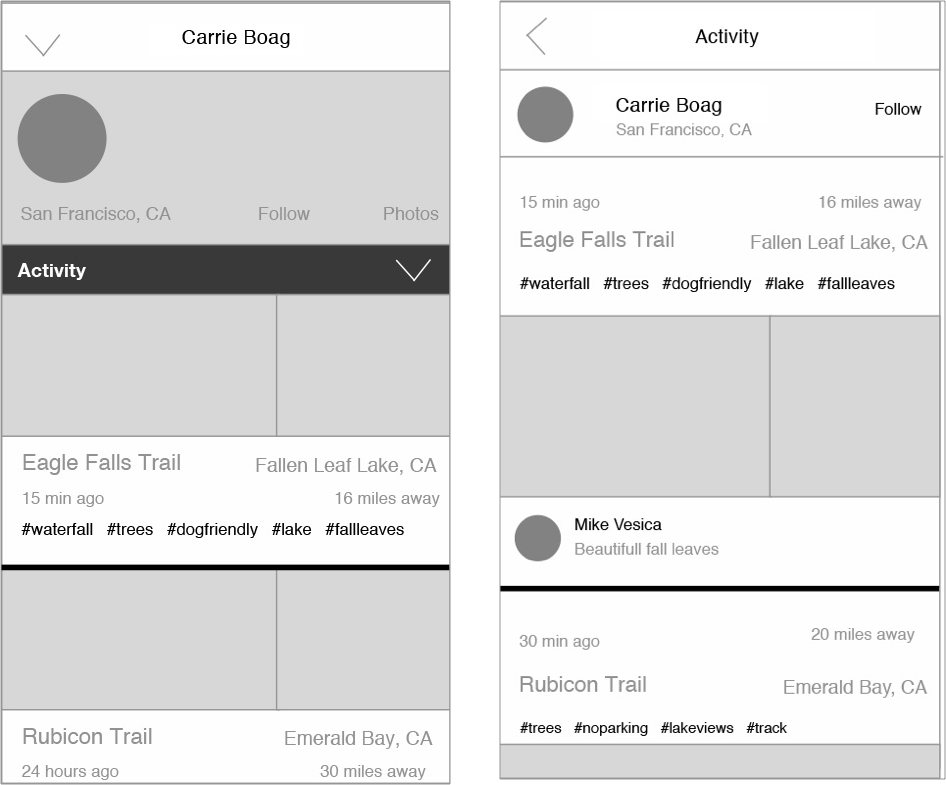 Carrie Boag
San Francisco, CA Follow Photos
Activity
Eagle Falls Trail Fallen Leaf Lake, CA
15 min ago 16 miles away
#waterfall #trees #dogfriendly #lake #fallleaves
Rubicon Trail Emerald Bay, CA
24 hours ago 30 miles away
Activity
Carrie Boag Follow
San Francisco, CA
15 min ago 16 miles away
Eagle Falls Trail Fallen Leaf Lake, CA
#waterfall #trees #dogfriendly #lake #fallleaves
Mike Vesica
Beautifull fall leaves
30 min ago 20 miles away
Rubicon Trail Emerald Bay, CA
#trees #noparking #lakeviews #track